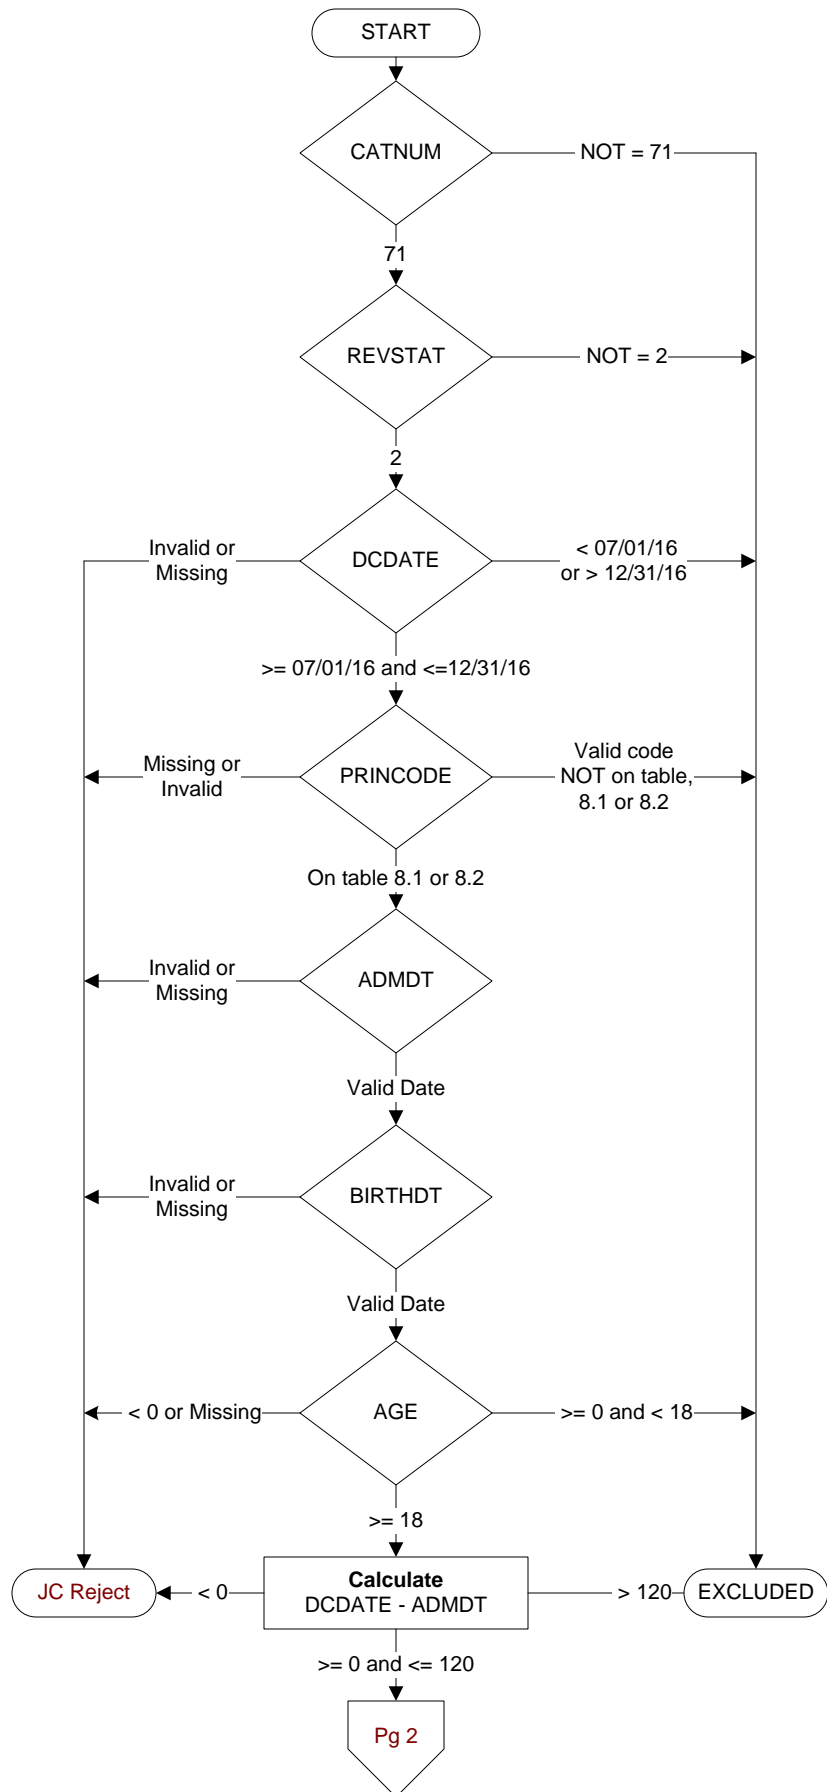 START
CATNUM
NOT = 71
71
REVSTAT
NOT = 2
2
Invalid or
Missing
DCDATE
< 07/01/16
or > 12/31/16
>= 07/01/16 and <=12/31/16
Missing or
Invalid
PRINCODE
Valid code
NOT on table,
8.1 or 8.2
On table 8.1 or 8.2
Invalid or
Missing
ADMDT
Valid Date
Invalid or
Missing
BIRTHDT
Valid Date
< 0 or Missing
AGE
>= 0 and < 18
>= 18
JC Reject
< 0
Calculate
DCDATE - ADMDT
> 120
EXCLUDED
>= 0 and <= 120
Pg 2